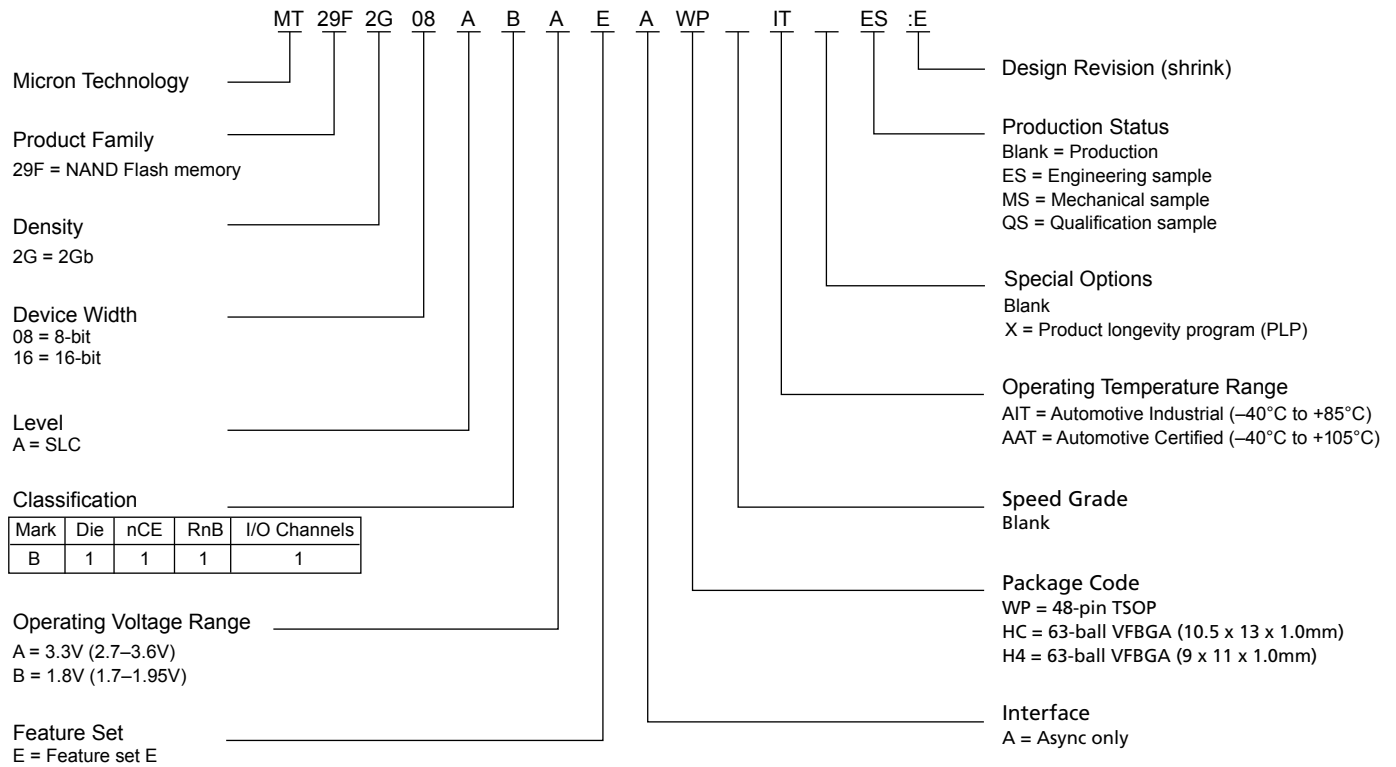 MT 29F 2G 08 A B A E A WP IT ES :E
Micron Technology
Product Family
29F = NAND Flash memory
Density
2G = 2Gb
Device Width
08 = 8-bit
16 = 16-bit
Level
A = SLC
Classification
Mark Die nCE RnB I/O Channels
B 1 1 1 1
Operating Voltage Range
A = 3.3V (2.7–3.6V)
B = 1.8V (1.7–1.95V)
Feature Set
E = Feature set E
Design Revision (shrink)
Production Status
Blank = Production
ES = Engineering sample
MS = Mechanical sample
QS = Qualification sample
Special Options
Blank
X = Product longevity program (PLP)
Operating Temperature Range
AIT = Automotive Industrial (–40°C to +85°C)
AAT = Automotive Certified (–40°C to +105°C)
Speed Grade
Blank
Package Code
WP = 48-pin TSOP
HC = 63-ball VFBGA (10.5 x 13 x 1.0mm)
H4 = 63-ball VFBGA (9 x 11 x 1.0mm)
Interface
A = Async only